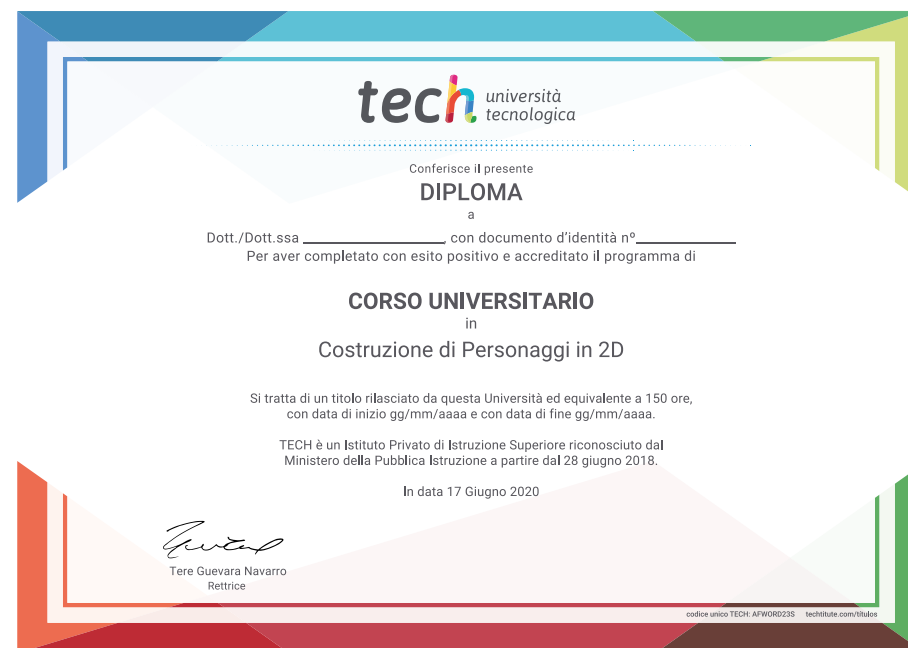 tech università
tecnologica
Conferisce il presente
DIPLOMA
a
Dott./Dott.ssa ____________________, con documento d'identità nº______________
Per aver completato con esito positivo e accreditato il programma di
CORSO UNIVERSITARIO
in
Costruzione di Personaggi in 2D
Si tratta di un titolo rilasciato da questa Università ed equivalente a 150 ore,
con data di inizio gg/mm/aaaa e con data di fine gg/mm/aaaa.
TECH è un Istituto Privato di Istruzione Superiore riconosciuto dal
Ministero della Pubblica Istruzione a partire dal 28 giugno 2018.
In data 17 Giugno 2020
Tere Guevara Navarro
Rettrice
codice unico TECH: AFWORD23S techtitute.com/titulos